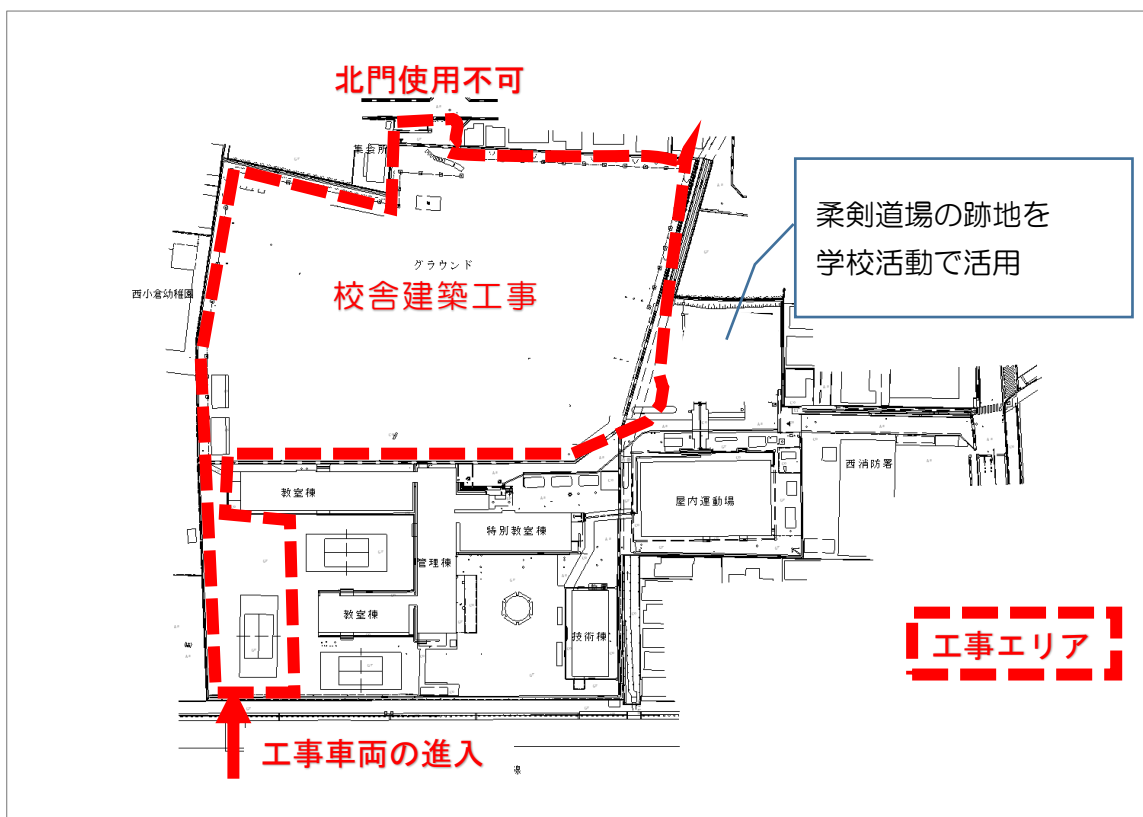 北門使用不可
集会所
柔剣道場の跡地を
学校活動で活用
グラウンド
西小倉幼稚園
校舎建築工事
西消防署
教室棟
屋内運動場
特別教室棟
管理棟
教室棟
技術棟
工事エリア
工事車両の進入
線